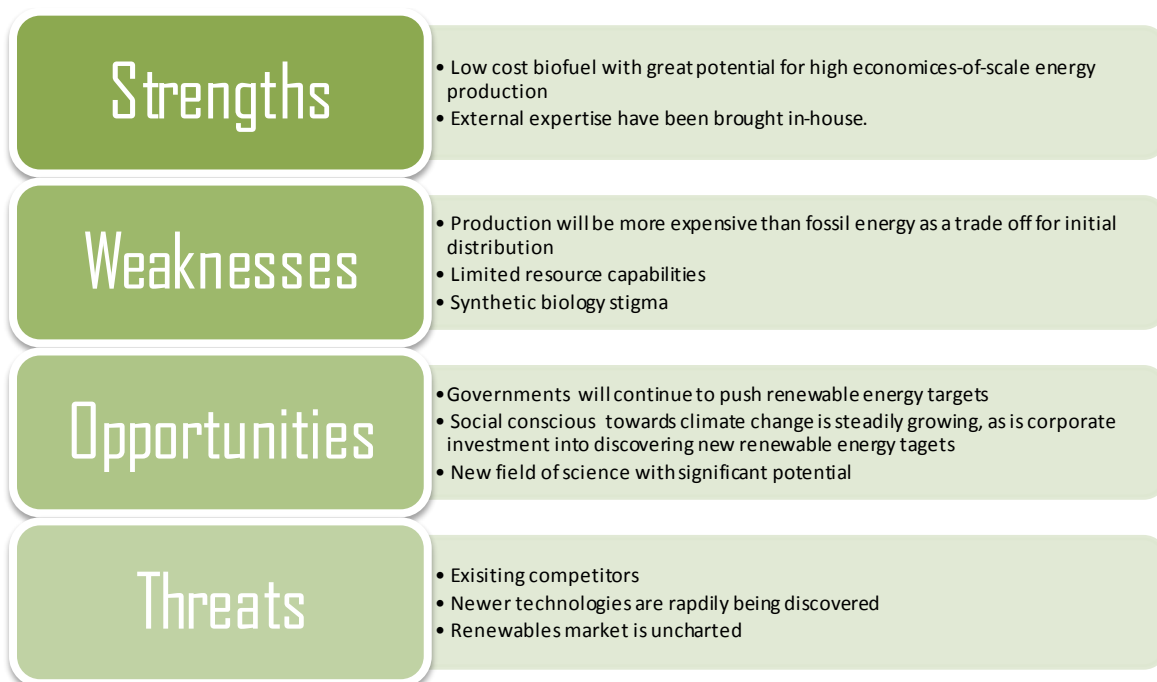 Strengths
• Low cost biofuel with great potential for high economices-of-scale energy
production
• External expertise have been brought in-house.
Weaknesses
• Production will be more expensive than fossil energy as a trade off for initial
distribution
• Limited resource capabilities
• Synthetic biology stigma
Opportunities
• Governments will continue to push renewable energy targets
• Social conscious towards climate change is steadily growing, as is corporate
investment into discovering new renewable energy tagets
• New field of science with significant potential
Threats
• Exisiting competitors
• Newer technologies are rapdily being discovered
• Renewables market is uncharted